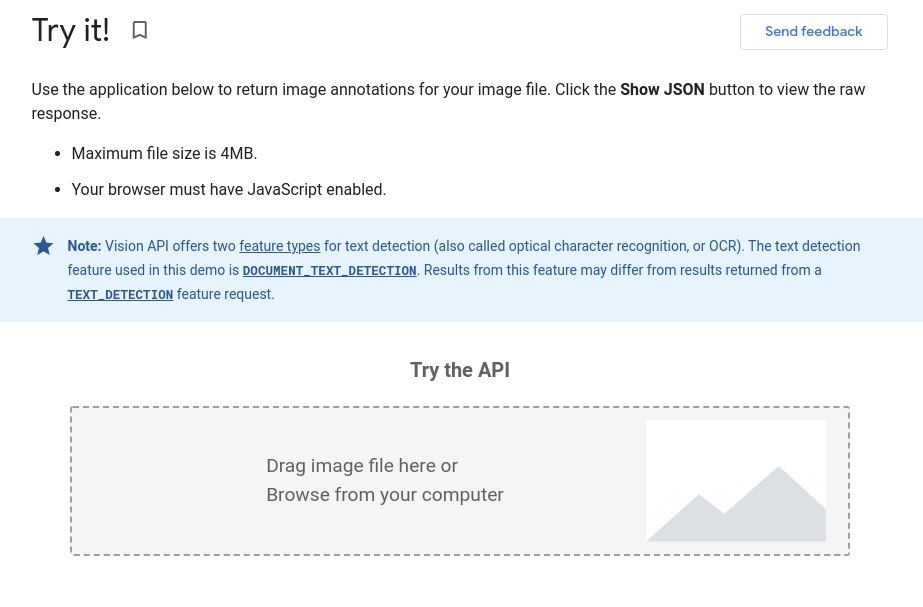 Try it!
Send feedback
Use the application below to return image annotations for your image file. Click the Show JSON button to view the raw
response.
• Maximum file size is 4MB.
• Your browser must have JavaScript enabled.
Note: Vision API offers two feature types for text detection (also called optical character recognition, or OCR). The text detection
feature used in this demo is DOCUMENT_TEXT_DETECTION. Results from this feature may differ from results returned from a
TEXT_DETECTION feature request.
Try the API
Drag image file here or
Browse from your computer